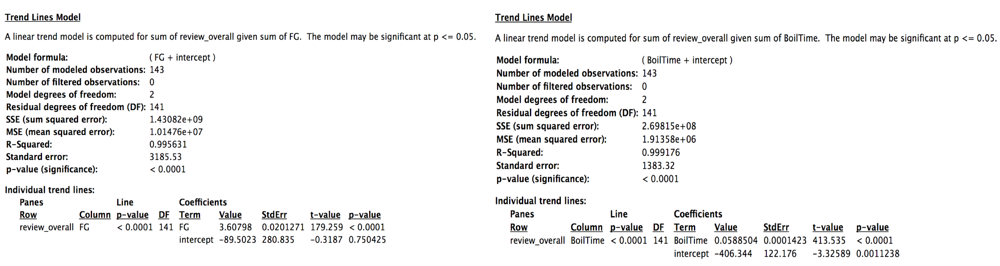 Trend Lines Model
A linear trend model is computed for sum of review_overall given sum of FG.  The model may be significant at p <= 0.05.
Model formula: ( FG + intercept )
Number of modeled observations: 143
Number of filtered observations: 0
Model degrees of freedom: 2
Residual degrees of freedom (DF): 141
SSE (sum squared error): 1.43082e+09
MSE (mean squared error): 1.01476e+07
R-Squared: 0.995631
Standard error: 3185.53
p-value (significance): < 0.0001
Individual trend lines:
Panes Line Coefficients
Row Column p-value DF Term Value StdErr t-value p-value
review_overall FG < 0.0001 141 FG 3.60798 0.0201271 179.259 < 0.0001
intercept -89.5023 280.835 -0.3187 0.750425
Trend Lines Model
A linear trend model is computed for sum of review_overall given sum of BoilTime.  The model may be significant at p <= 0.05.
Model formula: ( BoilTime + intercept )
Number of modeled observations: 143
Number of filtered observations: 0
Model degrees of freedom: 2
Residual degrees of freedom (DF): 141
SSE (sum squared error): 2.69815e+08
MSE (mean squared error): 1.91358e+06
R-Squared: 0.999176
Standard error: 1383.32
p-value (significance): < 0.0001
Individual trend lines:
Panes Line Coefficients
Row Column p-value DF Term Value StdErr t-value p-value
review_overall BoilTime < 0.0001 141 BoilTime 0.0588504 0.0001423 413.535 < 0.0001
intercept -406.344 122.176 -3.32589 0.0011238